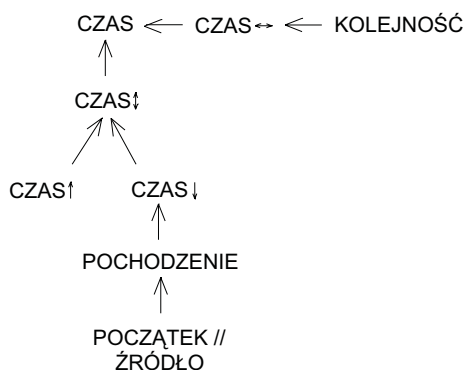 CZAS CZAS↔ KOLEJNOŚĆ
CZAS↕
CZAS↑ CZAS↓
POCHODZENIE
POCZĄTEK //
ŹRÓDŁO